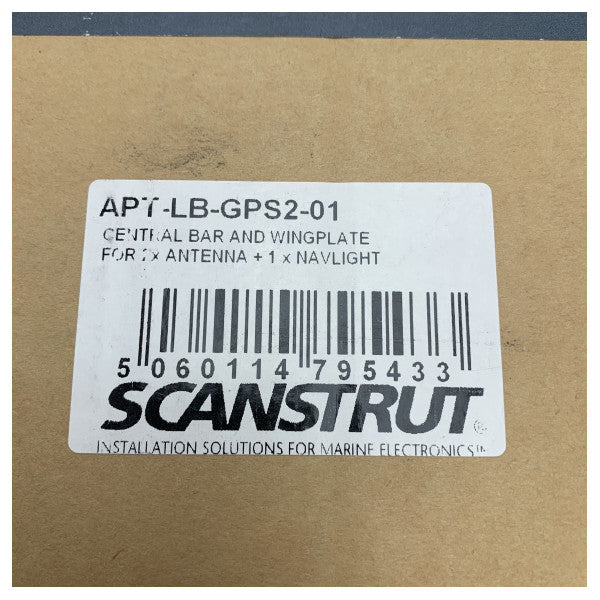 APT-LB-GPS2-01
CENTRAL BAR AND WINGPLATE
FOR 2x ANTENNA + 1 x NAVLIGHT
5 060114 795433
SCANSTRUT®
INSTALLATION SOLUTIONS FOR MARINE ELECTRONICS™